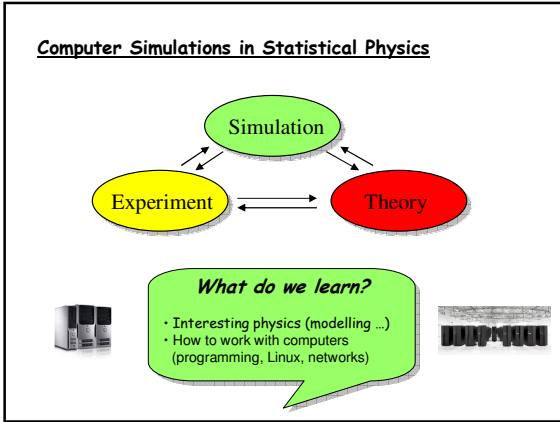 Computer Simulations in Statistical Physics
Simulation
Experiment
Theory
What do we learn?
• Interesting physics (modelling ...)
• How to work with computers
(programming, Linux, networks)